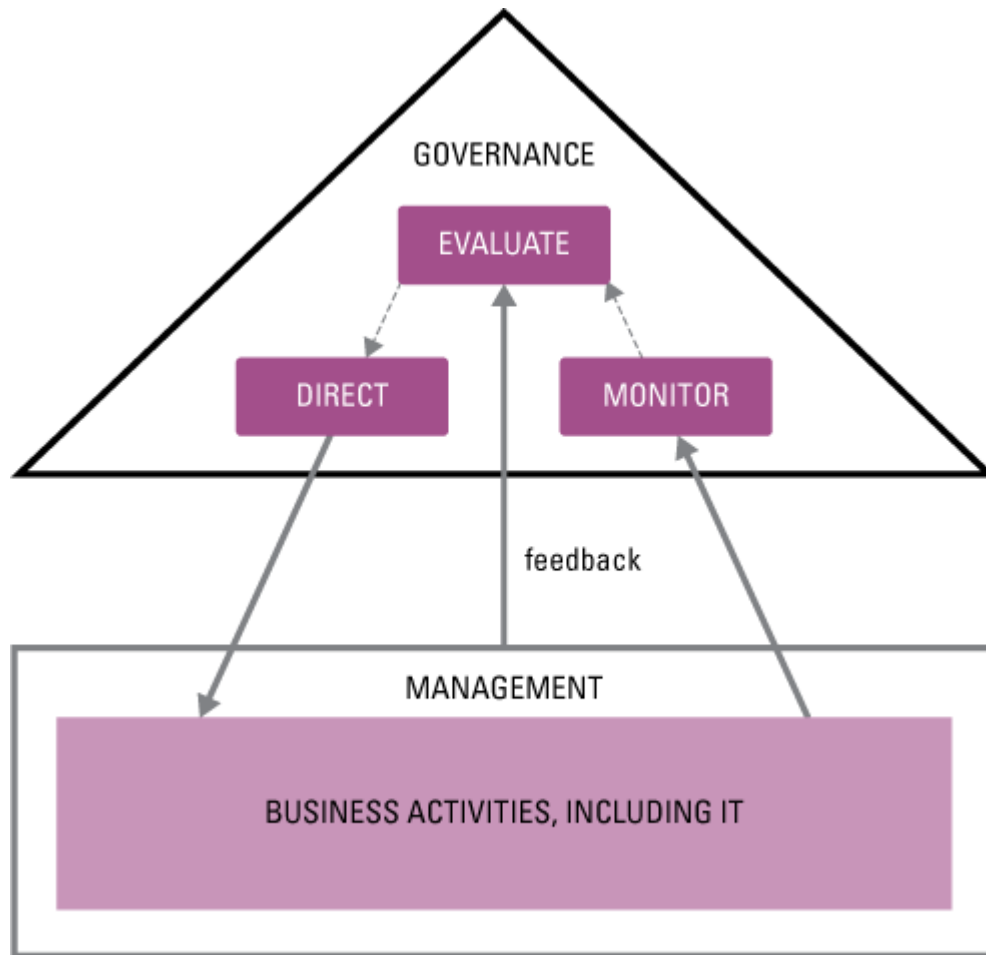 GOVERNANCE
EVALUATE
DIRECT
MONITOR
feedback
MANAGEMENT
BUSINESS ACTIVITIES, INCLUDING IT